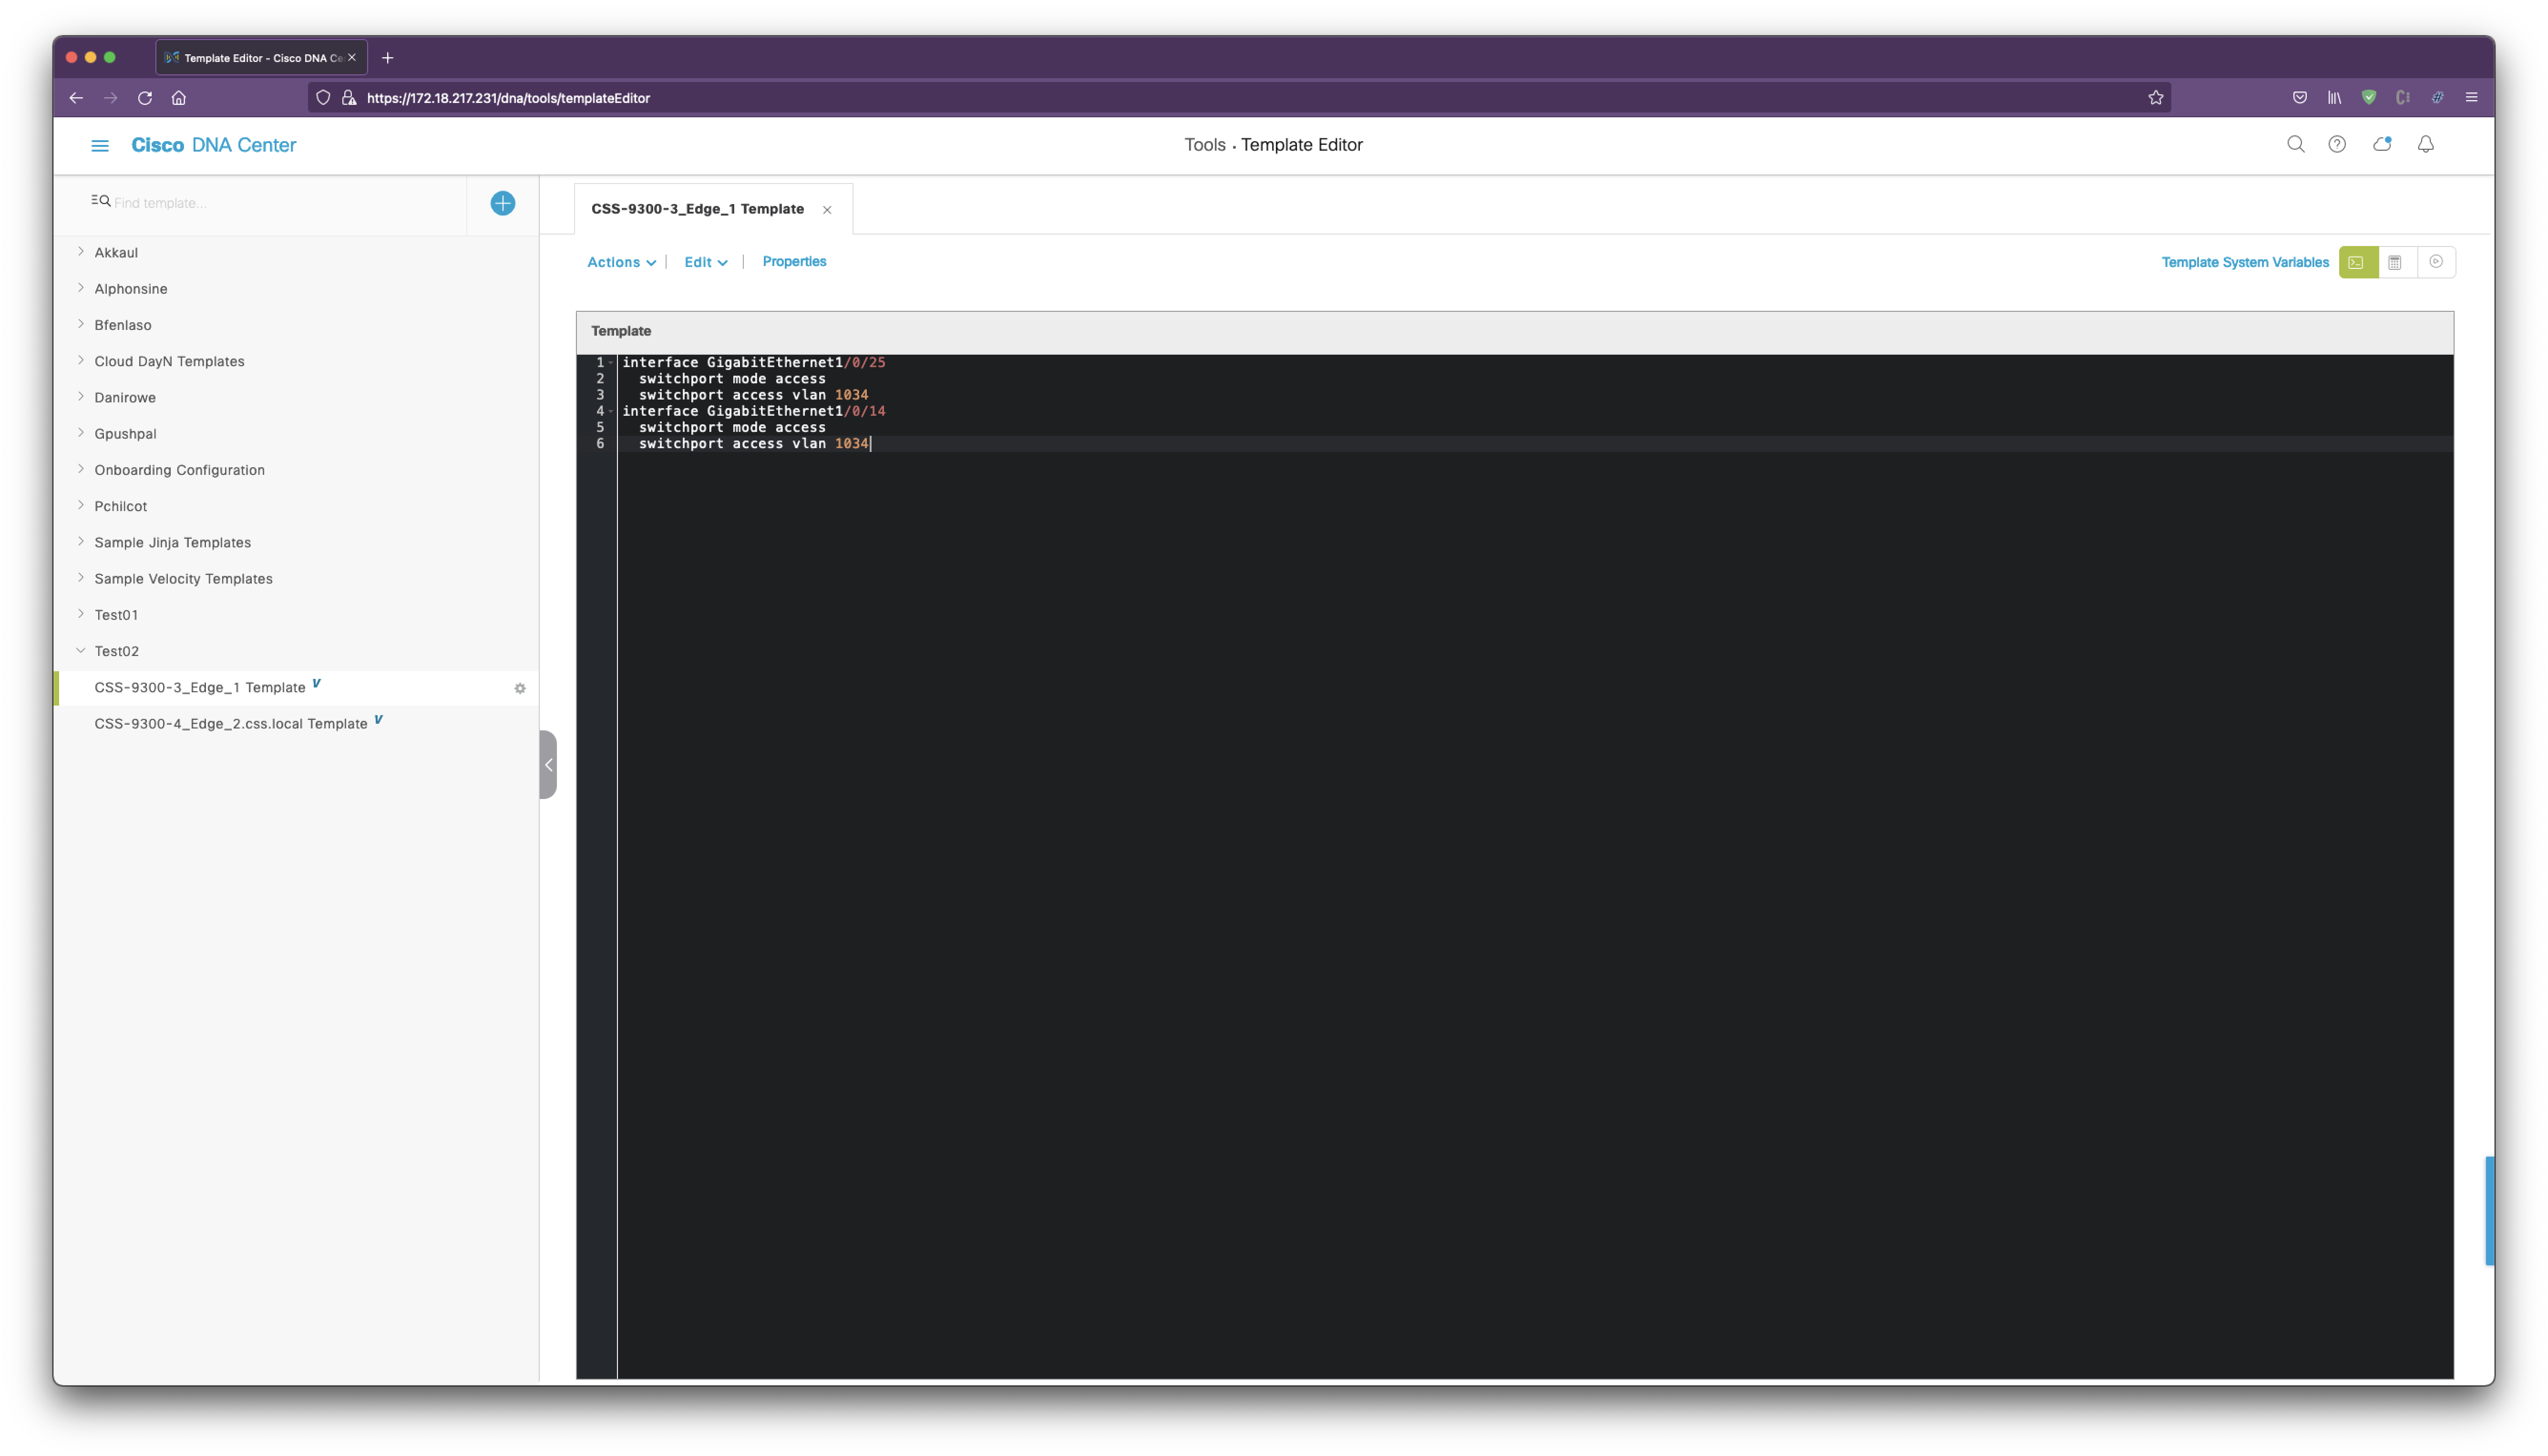 Template Editor - Cisco DNA Ce
https://172.18.217.231/dna/tools/templateEditor
Cisco DNA Center
Tools · Template Editor
Find template...
Akkaul
Alphonsine
Bfenlaso
Cloud DayN Templates
Danirowe
Gpushpal
Onboarding Configuration
Pchilcot
Sample Jinja Templates
Sample Velocity Templates
Test01
Test02
CSS-9300-3_Edge_1 Template V
CSS-9300-4_Edge_2.css.local Template V
CSS-9300-3_Edge_1 Template
Actions | Edit | Properties
Template System Variables
Template
1 interface GigabitEthernet1/0/25
2 switchport mode access
3 switchport access vlan 1034
4 interface GigabitEthernet1/0/14
5 switchport mode access
6 switchport access vlan 1034